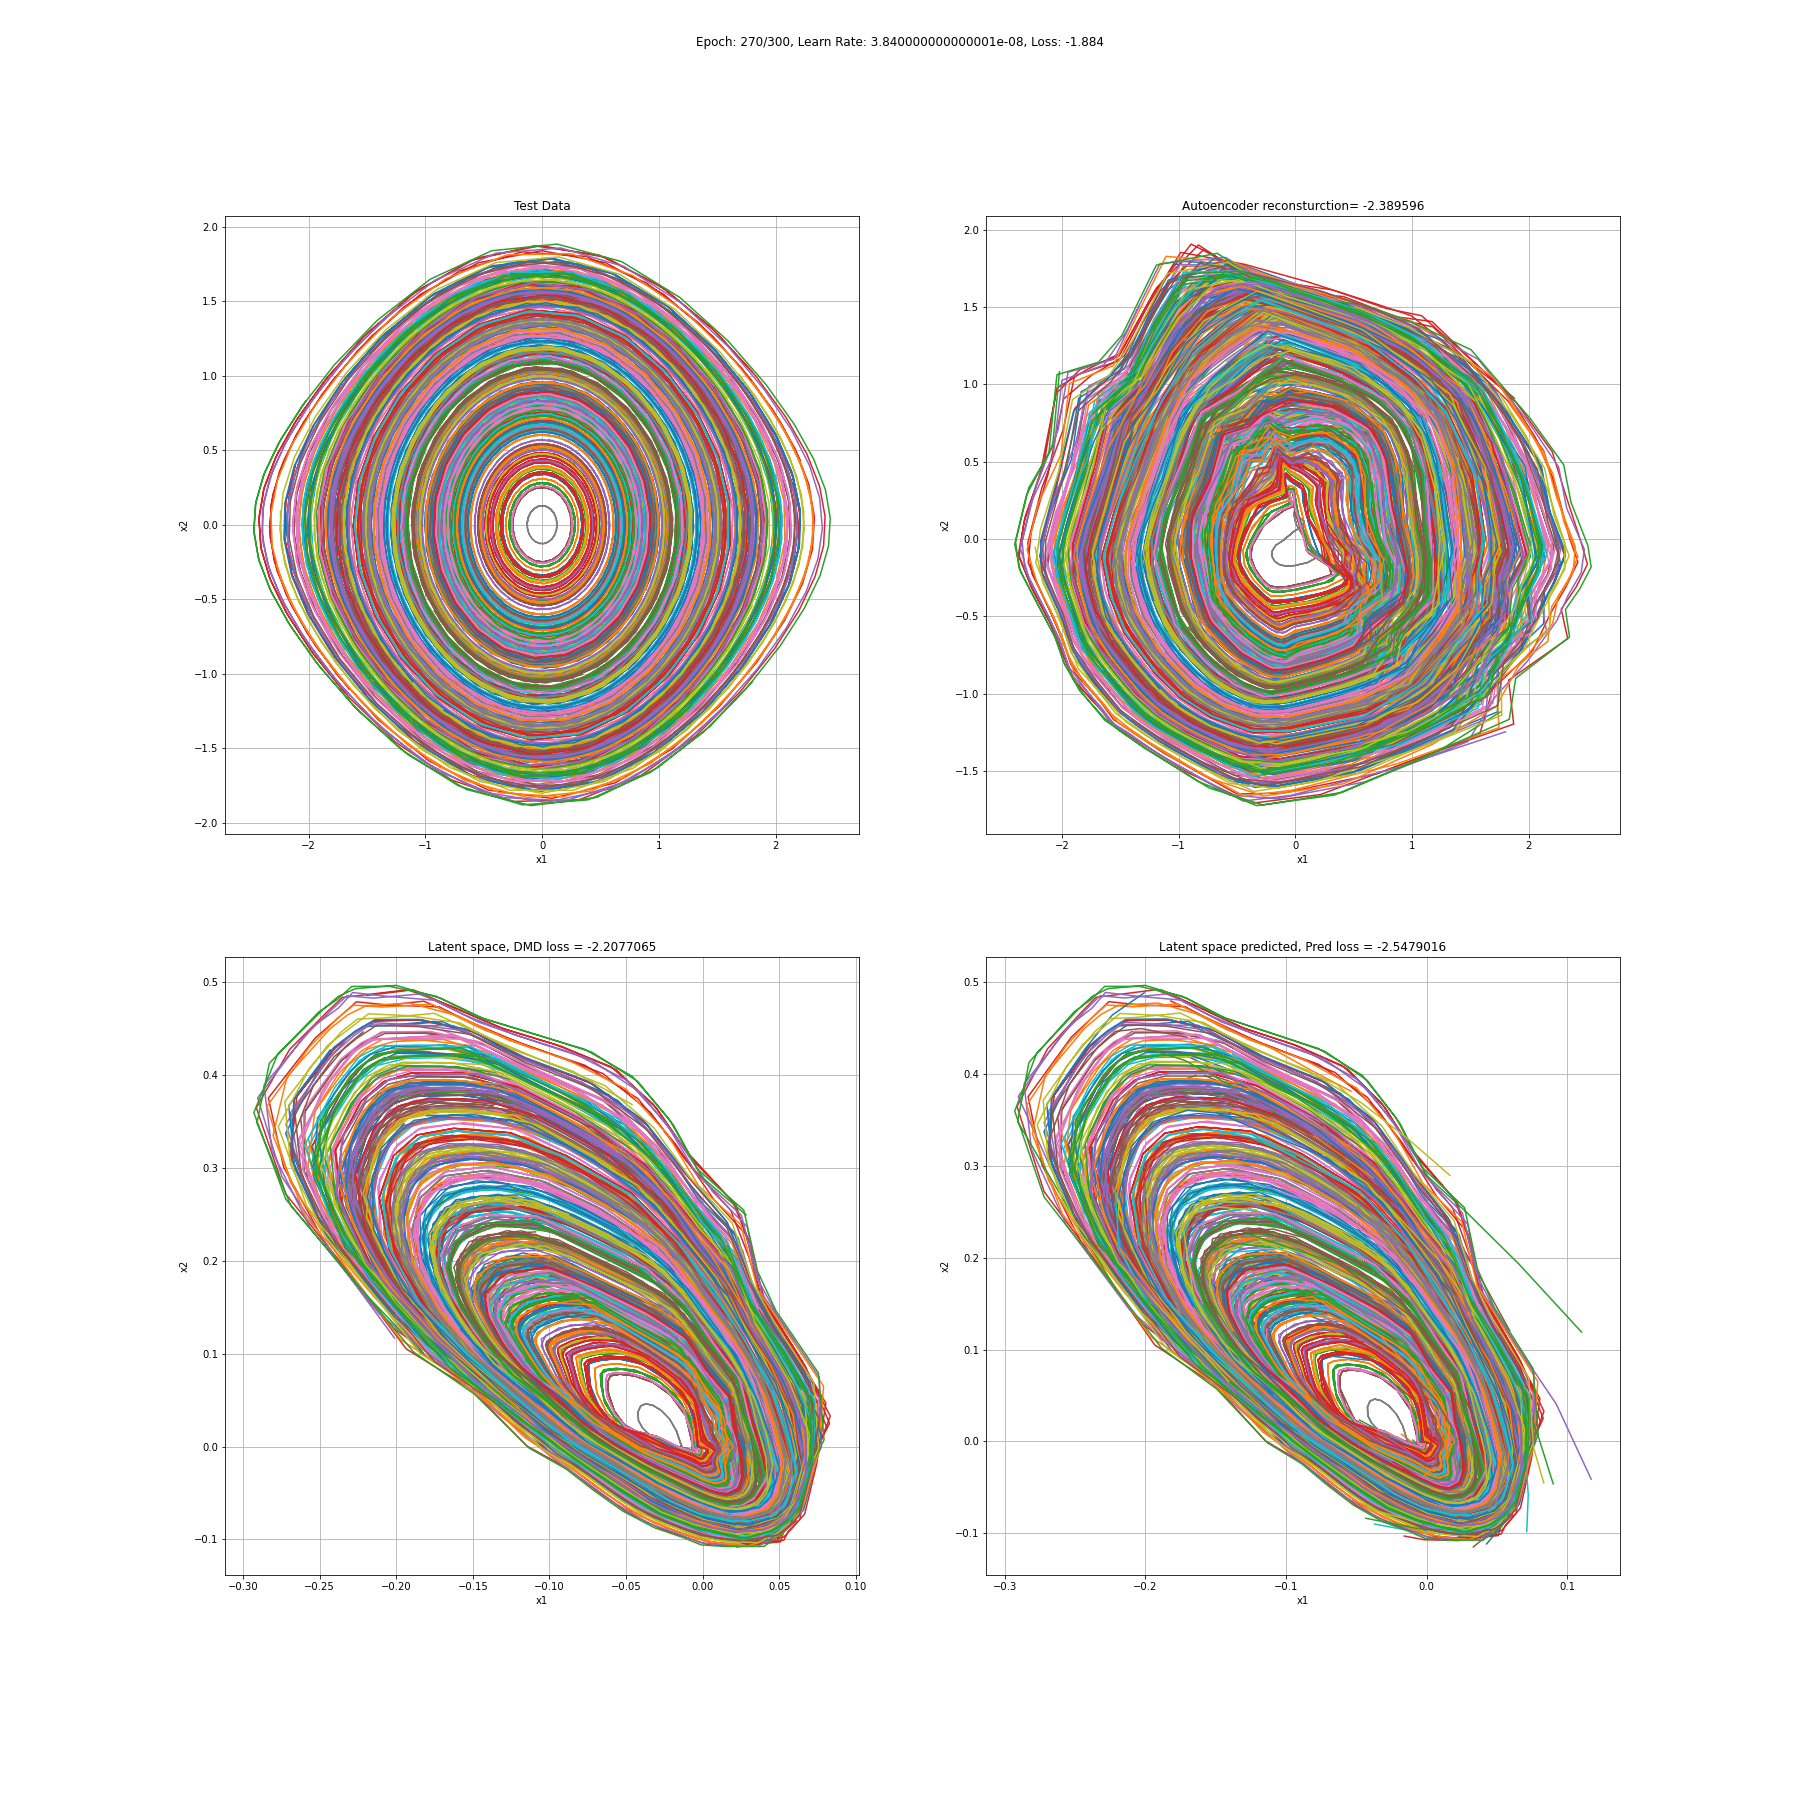 Epoch: 270/300, Learn Rate: 3.840000000000001e-08, Loss: -1.884
Test Data
2.0
1.5
1.0
0.5
0.0
−0.5
−1.0
−1.5
−2.0
x2
−2 −1 0 1 2
x1
Autoencoder reconsturction= -2.389596
2.0
1.5
1.0
0.5
0.0
−0.5
−1.0
−1.5
x2
−2 −1 0 1 2
x1
Latent space, DMD loss = -2.2077065
0.5
0.4
0.3
0.2
0.1
0.0
−0.1
x2
−0.30 −0.25 −0.20 −0.15 −0.10 −0.05 0.00 0.05 0.10
x1
Latent space predicted, Pred loss = -2.5479016
0.5
0.4
0.3
0.2
0.1
0.0
−0.1
x2
−0.3 −0.2 −0.1 0.0 0.1
x1